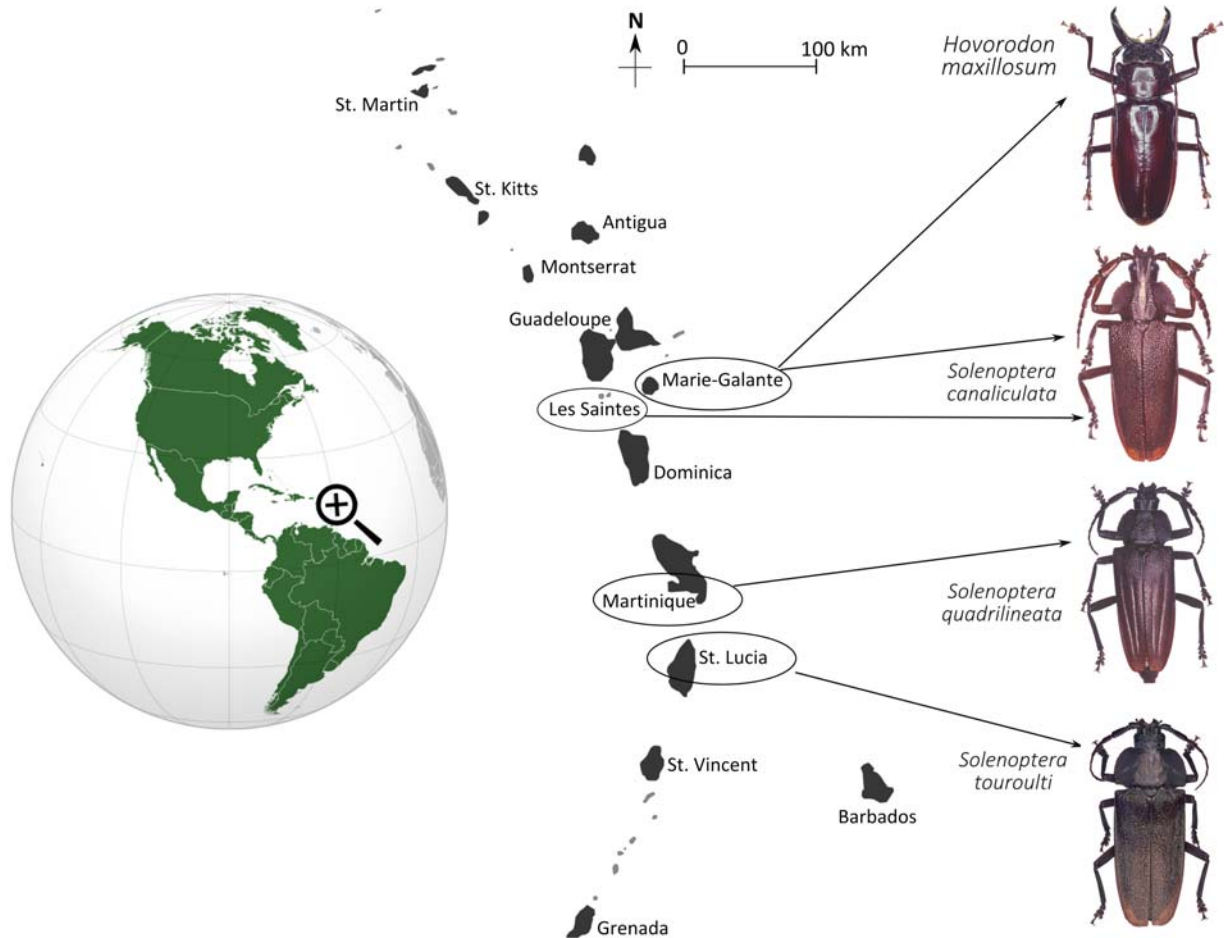 N
0
100 km
Hovorodon
maxillosum
St. Martin
St. Kitts
Antigua
Montserrat
Guadeloupe
Marie-Galante
Les Saintes
Solenoptera
canaliculata
Dominica
Martinique
Solenoptera
quadrilineata
St. Lucia
St. Vincent
Solenoptera
touroulti
Barbados
Grenada